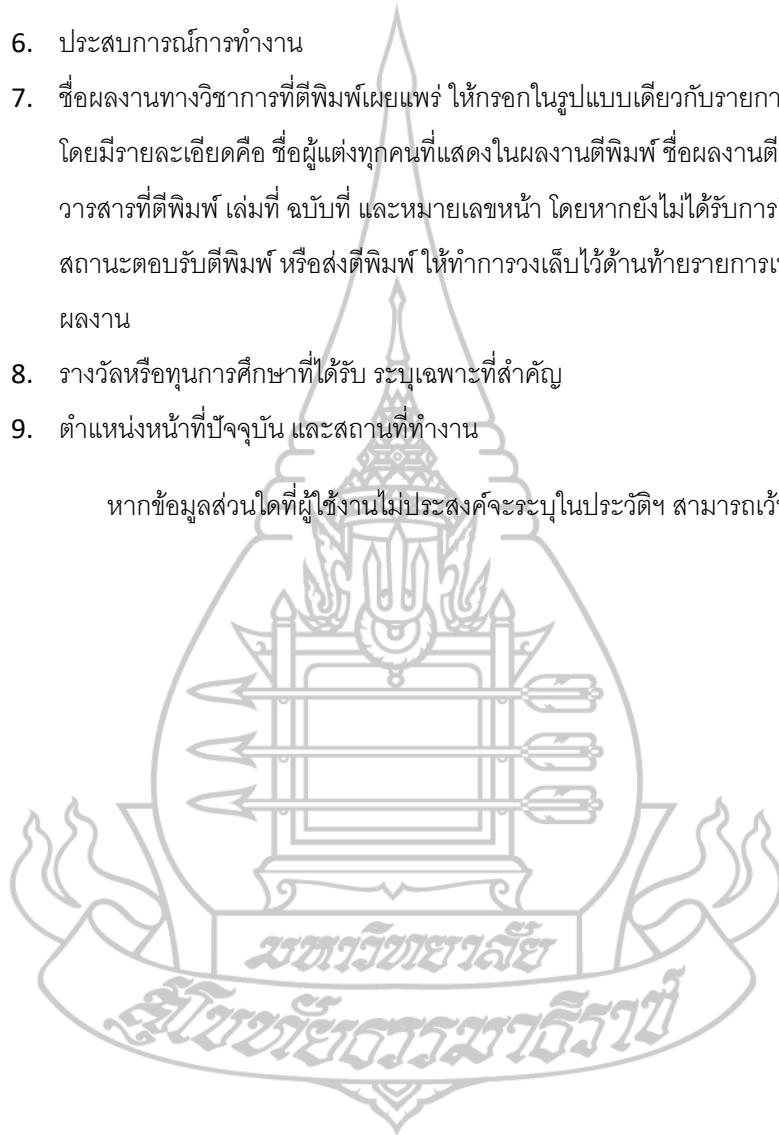 6. ประสบการณ์การทำงาน
7. ชื่อผลงานทางวิชาการที่ตีพิมพ์เผยแพร่ ให้กรอกในรูปแบบเดียวกับรายกา
โดยมีรายละเอียดคือ ชื่อผู้แต่งทุกคนที่แสดงในผลงานตีพิมพ์ ชื่อผลงานตี
วารสารที่ตีพิมพ์ เล่มที่ ฉบับที่ และหมายเลขหน้า โดยหากยังไม่ได้รับการ
สถานะตอบรับตีพิมพ์ หรือส่งตีพิมพ์ ให้ทำการวงเล็บไว้ด้านท้ายรายการ
ผลงาน
8. รางวัลหรือทุนการศึกษาที่ได้รับ ระบุเฉพาะที่สำคัญ
9. ตำแหน่งหน้าที่ปัจจุบัน และสถานที่ทำงาน
หากข้อมูลส่วนใดที่ผู้ใช้งานไม่ประสงค์จะระบุในประวัติฯ สามารถเว้
มหาวิทยาลัย
สุโขทัยธรรมาธิราช